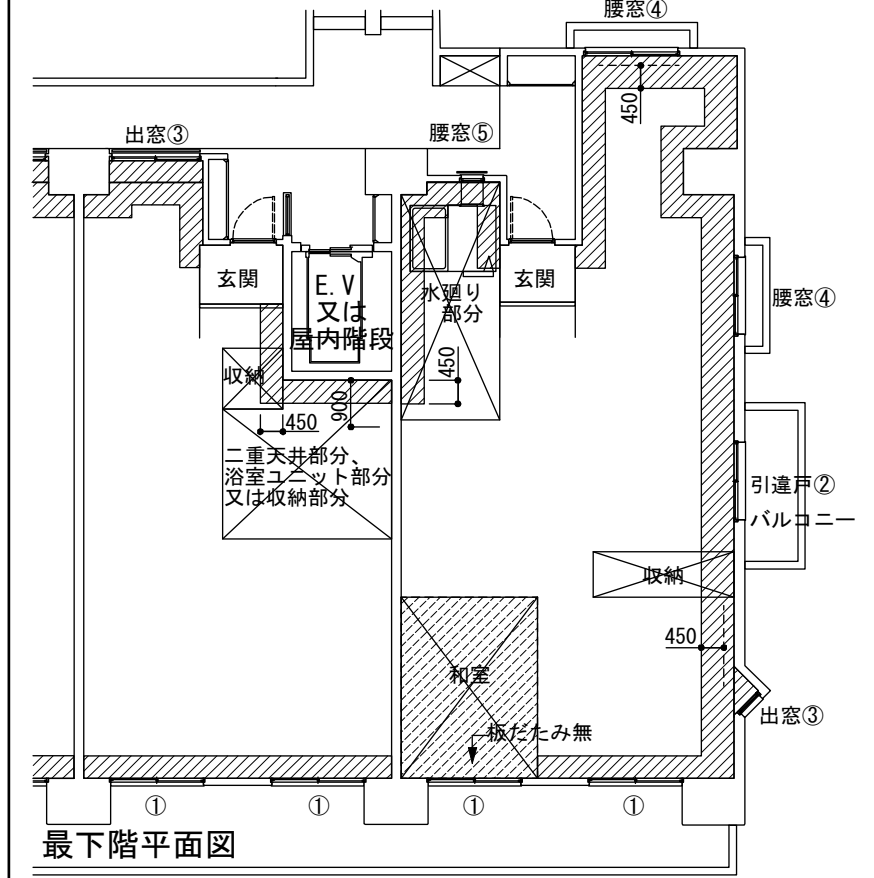 腰窓④
450
出窓③
腰窓⑤
玄関
E.V
又は
屋内階段
水廻り
部分
玄関
腰窓④
収納
450
900
450
二重天井部分、
浴室ユニット部分
又は収納部分
引違戸②
バルコニー
収納
450
和室
出窓③
板だたみ無
①
①
①
①
最下階平面図